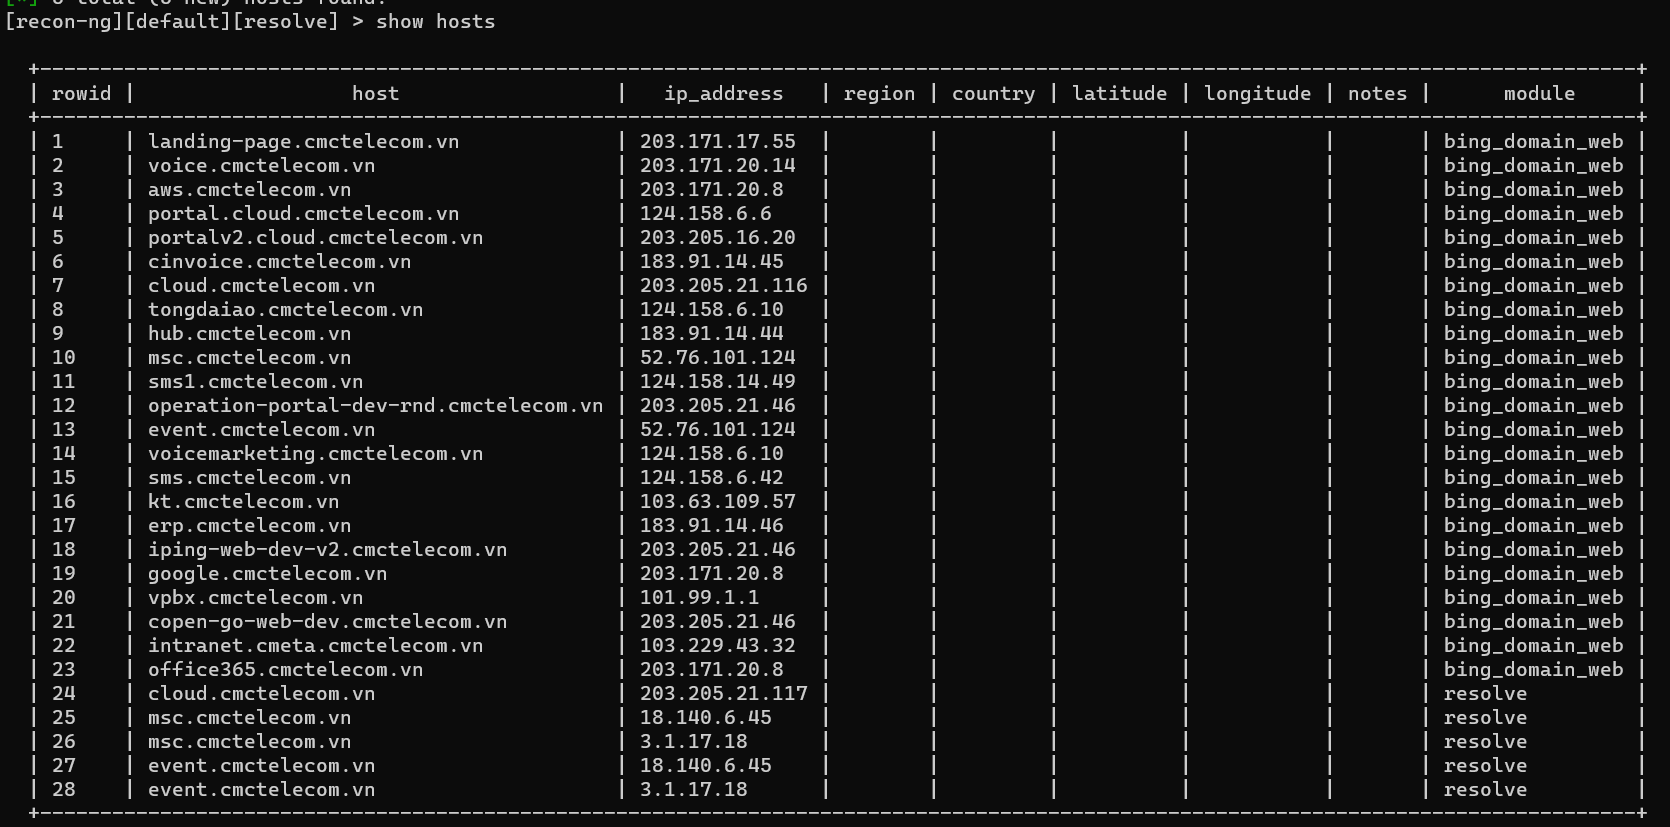 [*] 6 total (0 new) hosts found.
[recon-ng][default][resolve] > show hosts
+-------------------------------------------------------------------------------------------------------------------------------------+
| rowid |                  host                 |   ip_address   | region | country | latitude | longitude | notes |      module     |
+-------------------------------------------------------------------------------------------------------------------------------------+
| 1     | landing-page.cmctelecom.vn            | 203.171.17.55  |        |         |          |           |       | bing_domain_web |
| 2     | voice.cmctelecom.vn                   | 203.171.20.14  |        |         |          |           |       | bing_domain_web |
| 3     | aws.cmctelecom.vn                     | 203.171.20.8   |        |         |          |           |       | bing_domain_web |
| 4     | portal.cloud.cmctelecom.vn            | 124.158.6.6    |        |         |          |           |       | bing_domain_web |
| 5     | portalv2.cloud.cmctelecom.vn          | 203.205.16.20  |        |         |          |           |       | bing_domain_web |
| 6     | cinvoice.cmctelecom.vn                | 183.91.14.45   |        |         |          |           |       | bing_domain_web |
| 7     | cloud.cmctelecom.vn                   | 203.205.21.116 |        |         |          |           |       | bing_domain_web |
| 8     | tongdaiao.cmctelecom.vn               | 124.158.6.10   |        |         |          |           |       | bing_domain_web |
| 9     | hub.cmctelecom.vn                     | 183.91.14.44   |        |         |          |           |       | bing_domain_web |
| 10    | msc.cmctelecom.vn                     | 52.76.101.124  |        |         |          |           |       | bing_domain_web |
| 11    | sms1.cmctelecom.vn                    | 124.158.14.49  |        |         |          |           |       | bing_domain_web |
| 12    | operation-portal-dev-rnd.cmctelecom.vn | 203.205.21.46  |        |         |          |           |       | bing_domain_web |
| 13    | event.cmctelecom.vn                   | 52.76.101.124  |        |         |          |           |       | bing_domain_web |
| 14    | voicemarketing.cmctelecom.vn          | 124.158.6.10   |        |         |          |           |       | bing_domain_web |
| 15    | sms.cmctelecom.vn                     | 124.158.6.42   |        |         |          |           |       | bing_domain_web |
| 16    | kt.cmctelecom.vn                      | 103.63.109.57  |        |         |          |           |       | bing_domain_web |
| 17    | erp.cmctelecom.vn                     | 183.91.14.46   |        |         |          |           |       | bing_domain_web |
| 18    | iping-web-dev-v2.cmctelecom.vn        | 203.205.21.46  |        |         |          |           |       | bing_domain_web |
| 19    | google.cmctelecom.vn                  | 203.171.20.8   |        |         |          |           |       | bing_domain_web |
| 20    | vpbx.cmctelecom.vn                    | 101.99.1.1     |        |         |          |           |       | bing_domain_web |
| 21    | copen-go-web-dev.cmctelecom.vn        | 203.205.21.46  |        |         |          |           |       | bing_domain_web |
| 22    | intranet.cmeta.cmctelecom.vn          | 103.229.43.32  |        |         |          |           |       | bing_domain_web |
| 23    | office365.cmctelecom.vn               | 203.171.20.8   |        |         |          |           |       | bing_domain_web |
| 24    | cloud.cmctelecom.vn                   | 203.205.21.117 |        |         |          |           |       | resolve         |
| 25    | msc.cmctelecom.vn                     | 18.140.6.45    |        |         |          |           |       | resolve         |
| 26    | msc.cmctelecom.vn                     | 3.1.17.18      |        |         |          |           |       | resolve         |
| 27    | event.cmctelecom.vn                   | 18.140.6.45    |        |         |          |           |       | resolve         |
| 28    | event.cmctelecom.vn                   | 3.1.17.18      |        |         |          |           |       | resolve         |
+-------------------------------------------------------------------------------------------------------------------------------------+